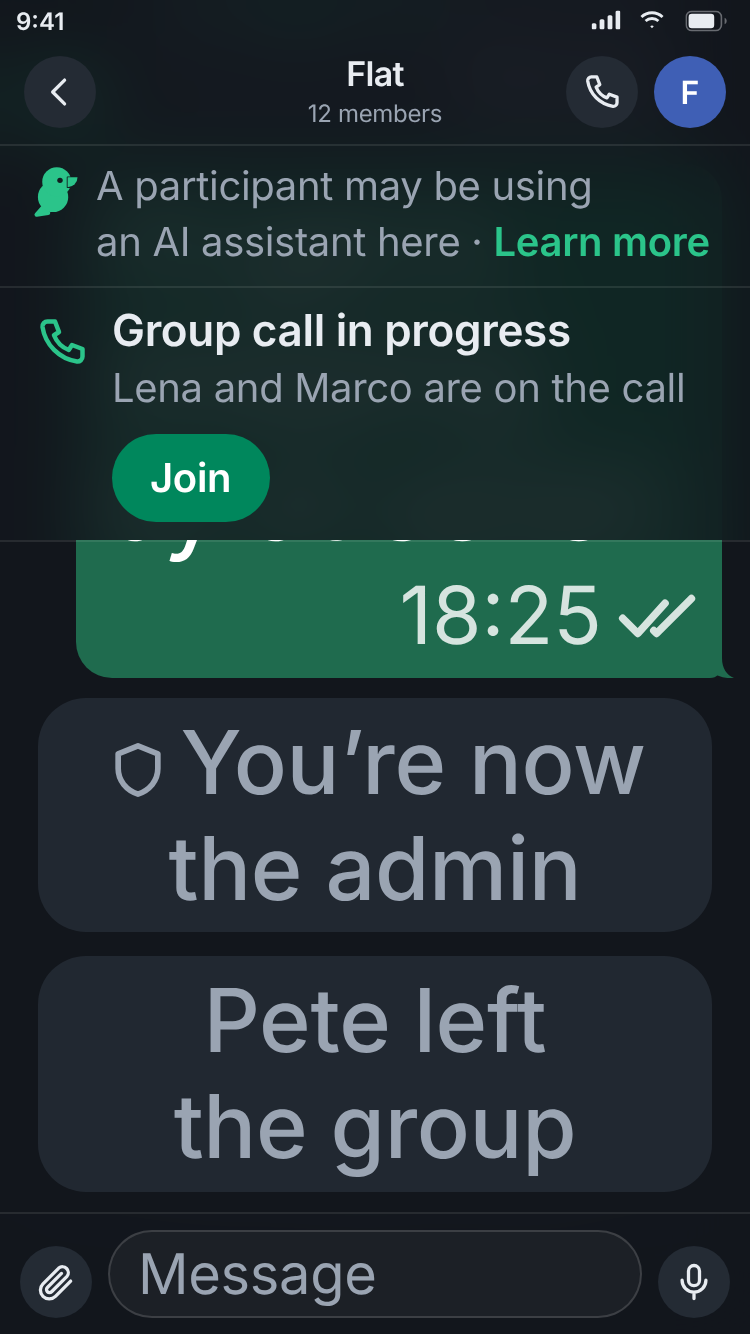 9:41
Flat
12 members
F
A participant may be using
an AI assistant here · Learn more
Group call in progress
Lena and Marco are on the call
Join
18:25
You’re now
the admin
Pete left
the group
Message